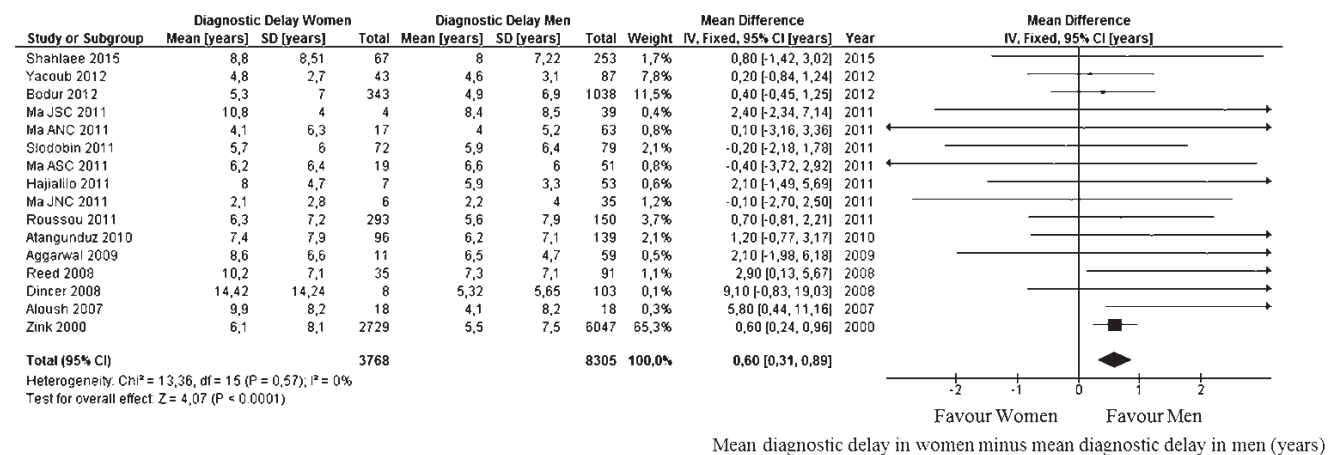 Diagnostic Delay Women Diagnostic Delay Men Mean Difference Mean Difference
Study or Subgroup Mean [years] SD [years] Total Mean [years] SD [years] Total Weight IV, Fixed, 95% CI [years] Year IV, Fixed, 95% CI [years]
Shahlaee 2015 8,8 8,51 67 8 7,22 253 1,7% 0,80 [-1,42, 3,02] 2015
Yacoub 2012 4,8 2,7 43 4,6 3,1 87 7,8% 0,20 [-0,84, 1,24] 2012
Bodur 2012 5,3 7 343 4,9 6,9 1038 11,5% 0,40 [-0,45, 1,25] 2012
Ma JSC 2011 10,8 4 4 8,4 8,5 39 0,4% 2,40 [-2,34, 7,14] 2011
Ma ANC 2011 4,1 6,3 17 4 5,2 63 0,8% 0,10 [-3,16, 3,36] 2011
Slodobin 2011 5,7 6 72 5,9 6,4 79 2,1% -0,20 [-2,18, 1,78] 2011
Ma ASC 2011 6,2 6,4 19 6,6 6 51 0,8% -0,40 [-3,72, 2,92] 2011
Hajialilo 2011 8 4,7 7 5,9 3,3 53 0,6% 2,10 [-1,49, 5,69] 2011
Ma JNC 2011 2,1 2,8 6 2,2 4 35 1,2% -0,10 [-2,70, 2,50] 2011
Roussou 2011 6,3 7,2 293 5,6 7,9 150 3,7% 0,70 [-0,81, 2,21] 2011
Atangunduz 2010 7,4 7,9 96 6,2 7,1 139 2,1% 1,20 [-0,77, 3,17] 2010
Aggarwal 2009 8,6 6,6 11 6,5 4,7 59 0,5% 2,10 [-1,98, 6,18] 2009
Reed 2008 10,2 7,1 35 7,3 7,1 91 1,1% 2,90 [0,13, 5,67] 2008
Dincer 2008 14,42 14,24 8 5,32 5,65 103 0,1% 9,10 [-0,83, 19,03] 2008
Aloush 2007 9,9 8,2 18 4,1 8,2 18 0,3% 5,80 [0,44, 11,16] 2007
Zink 2000 6,1 8,1 2729 5,5 7,5 6047 65,3% 0,60 [0,24, 0,96] 2000
Total (95% CI) 3768 8305 100,0% 0,60 [0,31, 0,89]
Heterogeneity: Chi² = 13,36, df = 15 (P = 0,57); I² = 0%
Test for overall effect: Z = 4,07 (P < 0.0001)
-2 -1 0 1 2
Favour Women Favour Men
Mean diagnostic delay in women minus mean diagnostic delay in men (years)